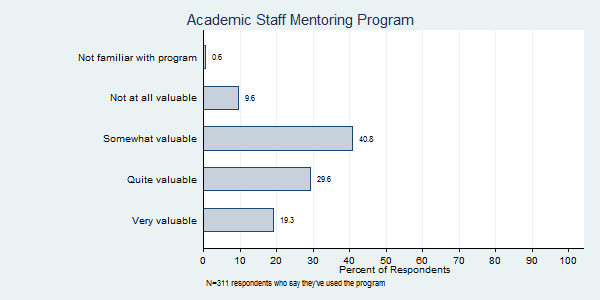 Academic Staff Mentoring Program
Not familiar with program 0.6
Not at all valuable 9.6
Somewhat valuable 40.8
Quite valuable 29.6
Very valuable 19.3
0 10 20 30 40 50 60 70 80 90 100
Percent of Respondents
N=311 respondents who say they've used the program